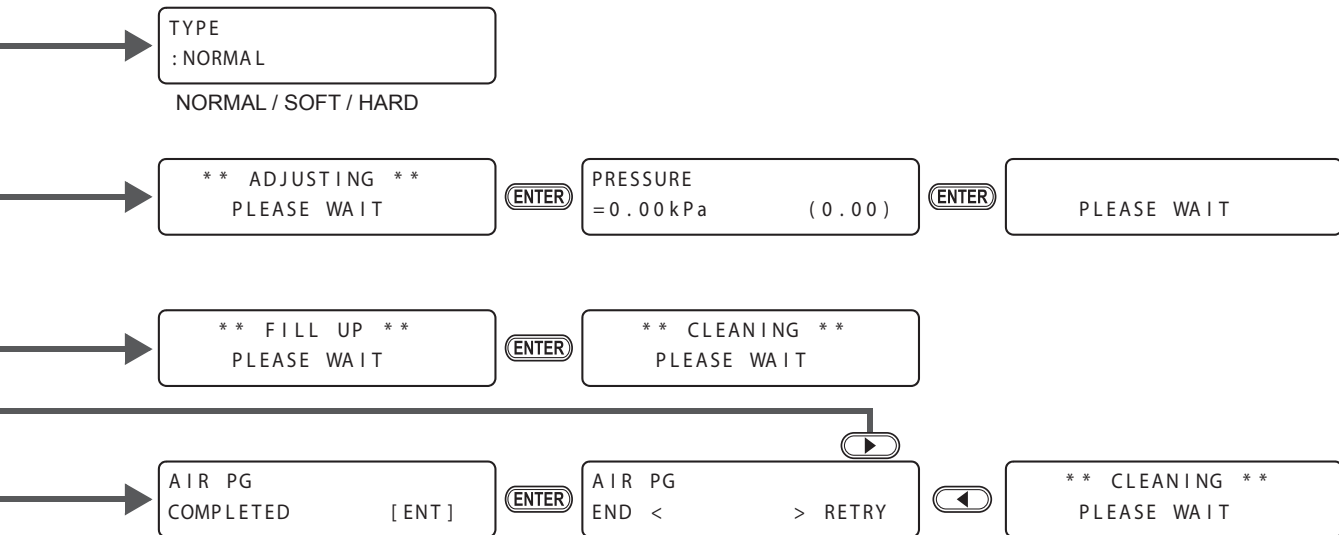 TYPE
:NORMAL
NORMAL / SOFT / HARD
** ADJUSTING **
PLEASE WAIT
ENTER
PRESSURE
=0.00kPa (0.00)
ENTER
PLEASE WAIT
** FILL UP **
PLEASE WAIT
ENTER
** CLEANING **
PLEASE WAIT
AIR PG
COMPLETED [ENT]
ENTER
AIR PG
END < > RETRY
** CLEANING **
PLEASE WAIT